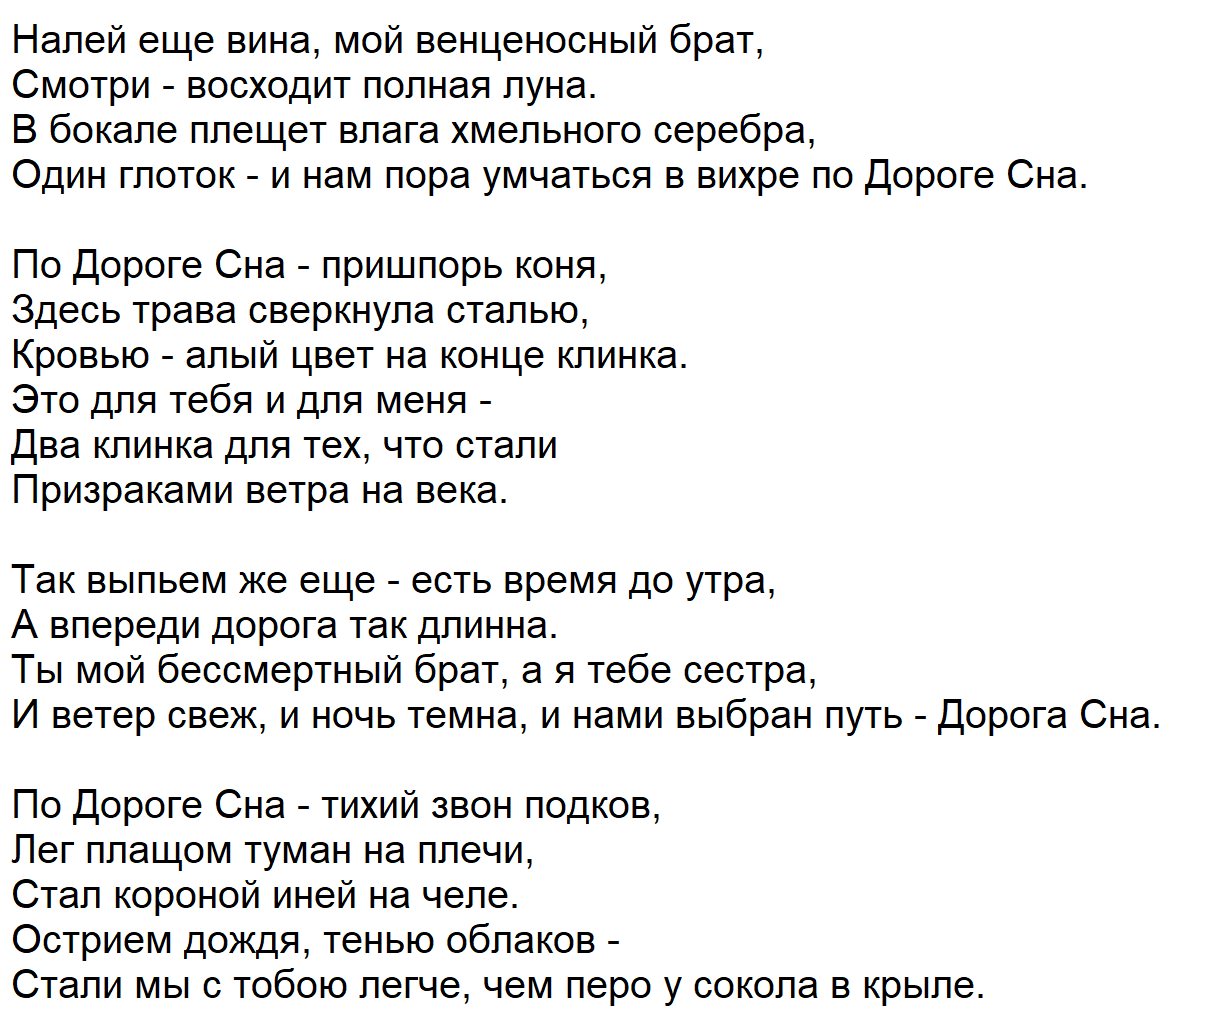 Налей еще вина, мой венценосный брат,
Смотри - восходит полная луна.
В бокале плещет влага хмельного серебра,
Один глоток - и нам пора умчаться в вихре по Дороге Сна.

По Дороге Сна - пришпорь коня,
Здесь трава сверкнула сталью,
Кровью - алый цвет на конце клинка.
Это для тебя и для меня -
Два клинка для тех, что стали
Призраками ветра на века.

Так выпьем же еще - есть время до утра,
А впереди дорога так длинна.
Ты мой бессмертный брат, а я тебе сестра,
И ветер свеж, и ночь темна, и нами выбран путь - Дорога Сна.

По Дороге Сна - тихий звон подков,
Лег плащом туман на плечи,
Стал короной иней на челе.
Острием дождя, тенью облаков -
Стали мы с тобою легче, чем перо у сокола в крыле.